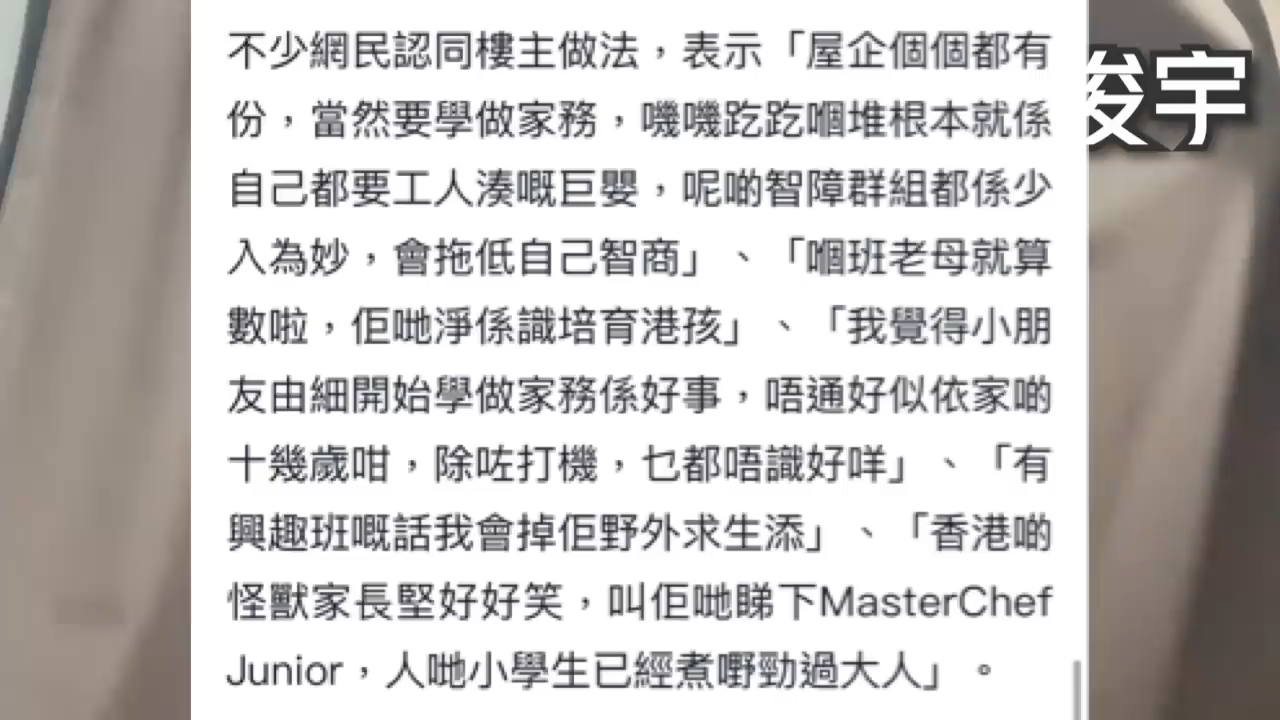 不少網民認同樓主做法，表示「屋企個個都有
份，當然要學做家務，嘰嘰趷趷嗰堆根本就係
自己都要工人湊嘅巨嬰，呢啲智障群組都係少
入為妙，會拖低自己智商」、「嗰班老母就算
數啦，佢哋淨係識培育港孩」、「我覺得小朋
友由細開始學做家務係好事，唔通好似依家啲
十幾歲咁，除咗打機，乜都唔識好咩」、「有
興趣班嘅話我會掉佢野外求生添」、「香港啲
怪獸家長堅好好笑，叫佢哋睇下MasterChef
Junior，人哋小學生已經煮嘢勁過大人」。
俊宇